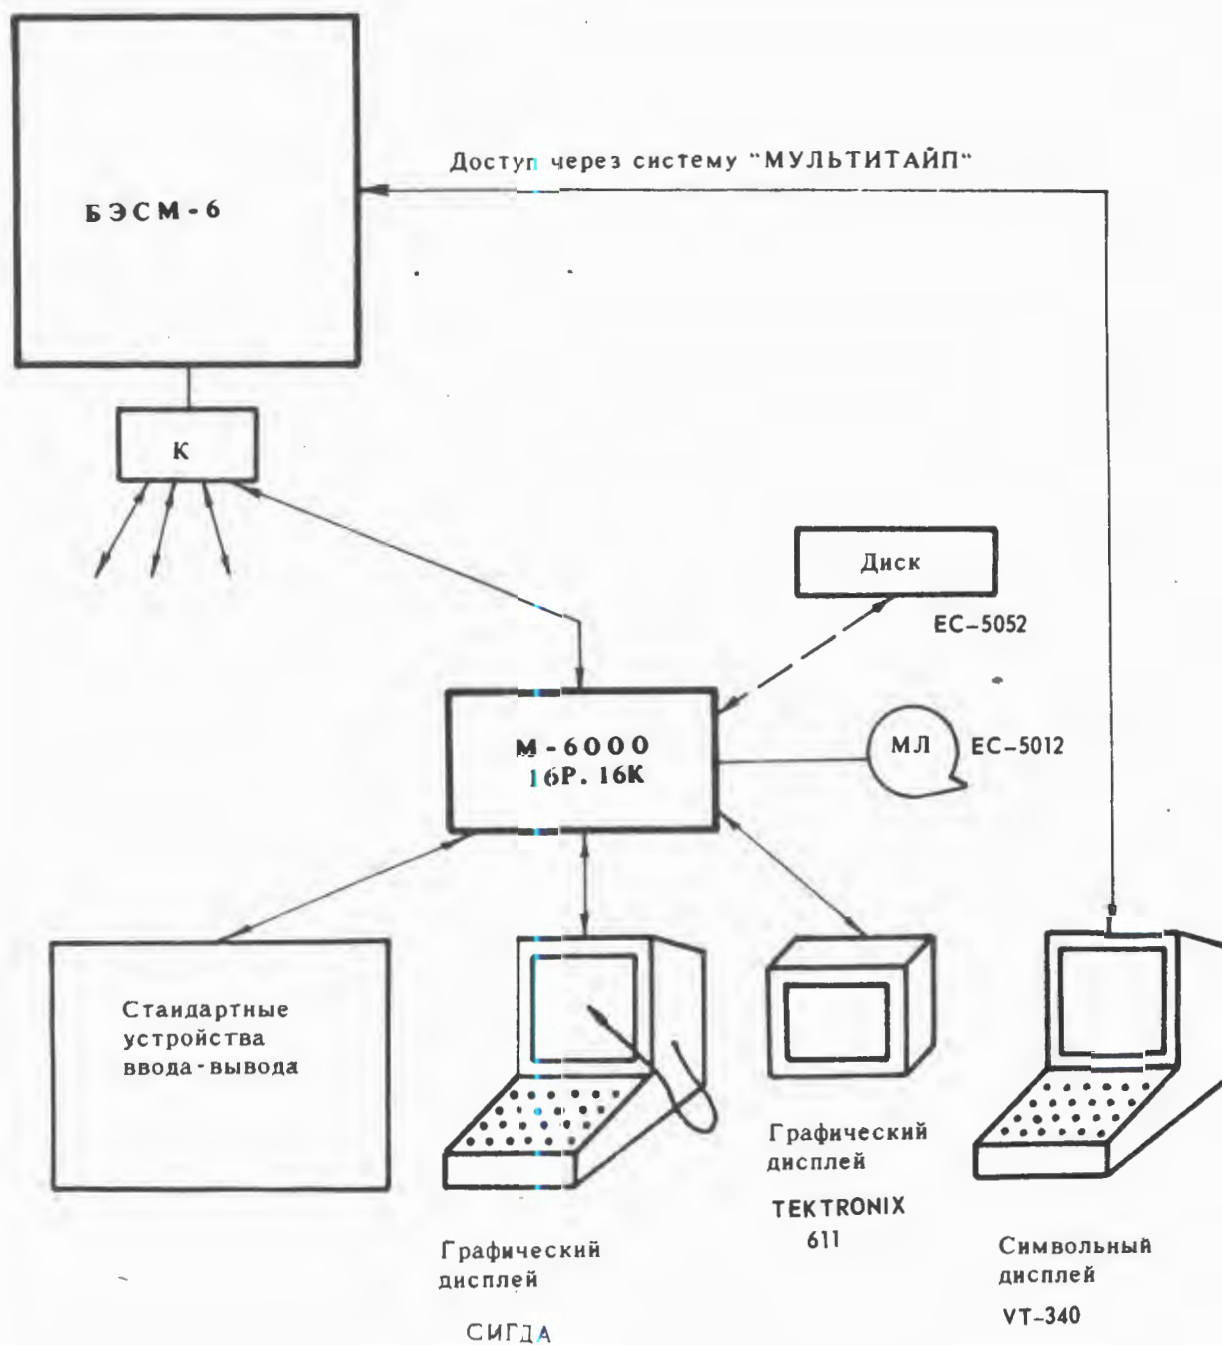 Доступ через систему "МУЛЬТИТАЙП"
БЭСМ-6
К
Диск
ЕС-5052
М-6000
16Р. 16К
МЛ
ЕС-5012
Стандартные
устройства
ввода-вывода
Графический
дисплей
СИГДА
Графический
дисплей
TEKTRONIX
611
Символьный
дисплей
VT-340